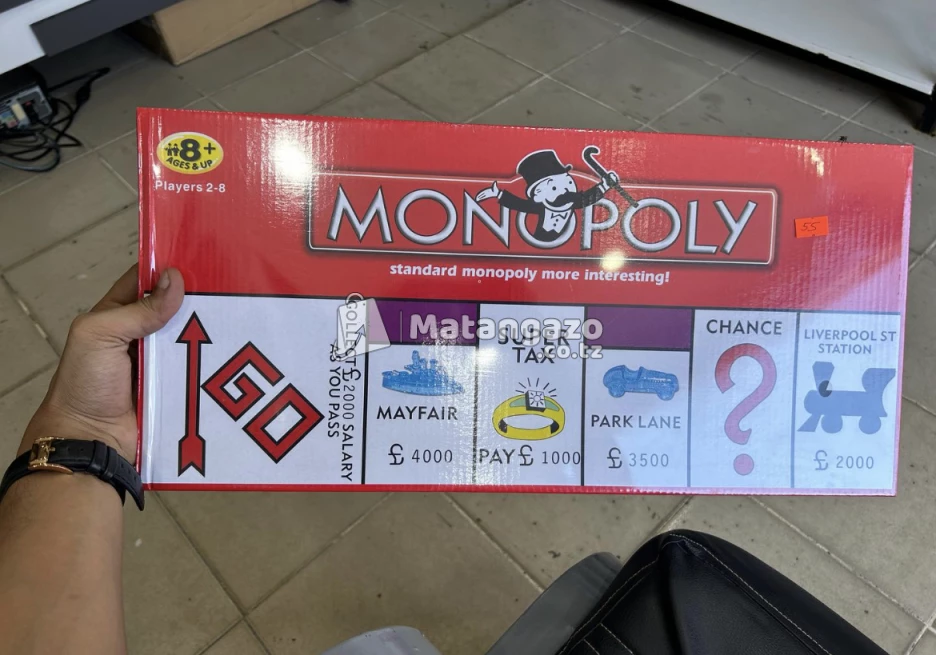 8+
AGES & UP
Players 2-8
MONOPOLY
55
standard monopoly more interesting!
GO
COLLECT £ 2000 SALARY
AS YOU PASS
MAYFAIR
£ 4000
SUPER
TAX
PAY £ 1000
PARK LANE
£ 3500
CHANCE
?
LIVERPOOL ST
STATION
£ 2000
Matangazo
.co.tz